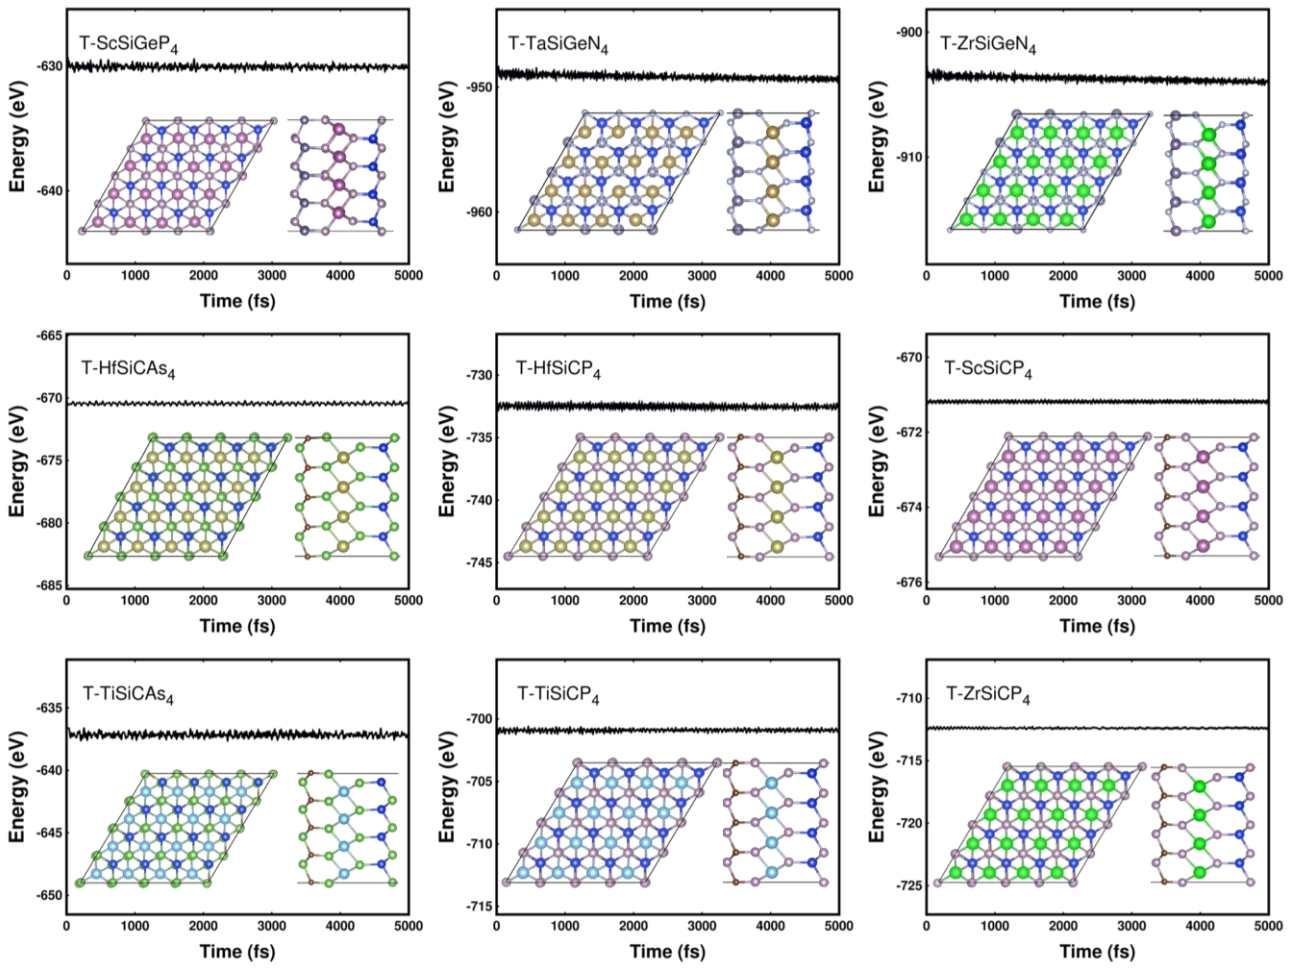 T-ScSiGeP4
Energy (eV)
-630
-640
0 1000 2000 3000 4000 5000
Time (fs)
T-TaSiGeN4
Energy (eV)
-950
-960
0 1000 2000 3000 4000 5000
Time (fs)
T-ZrSiGeN4
Energy (eV)
-900
-910
0 1000 2000 3000 4000 5000
Time (fs)
T-HfSiCAs4
Energy (eV)
-665
-670
-675
-680
-685
0 1000 2000 3000 4000 5000
Time (fs)
T-HfSiCP4
Energy (eV)
-730
-735
-740
-745
0 1000 2000 3000 4000 5000
Time (fs)
T-ScSiCP4
Energy (eV)
-670
-672
-674
-676
0 1000 2000 3000 4000 5000
Time (fs)
T-TiSiCAs4
Energy (eV)
-635
-640
-645
-650
0 1000 2000 3000 4000 5000
Time (fs)
T-TiSiCP4
Energy (eV)
-700
-705
-710
-715
0 1000 2000 3000 4000 5000
Time (fs)
T-ZrSiCP4
Energy (eV)
-710
-715
-720
-725
0 1000 2000 3000 4000 5000
Time (fs)